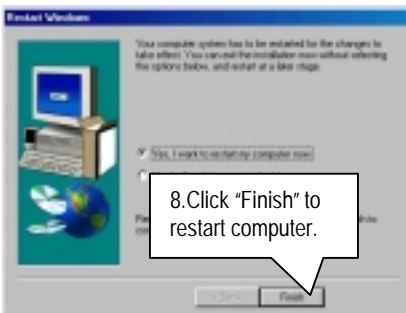 Restart Windows
Your computer system has to be restarted for the changes to
take effect. You can exit the installation now without selecting
the options below, and restart at a later stage.
Yes, I want to restart my computer now.
8.Click "Finish" to
restart computer.
Finish